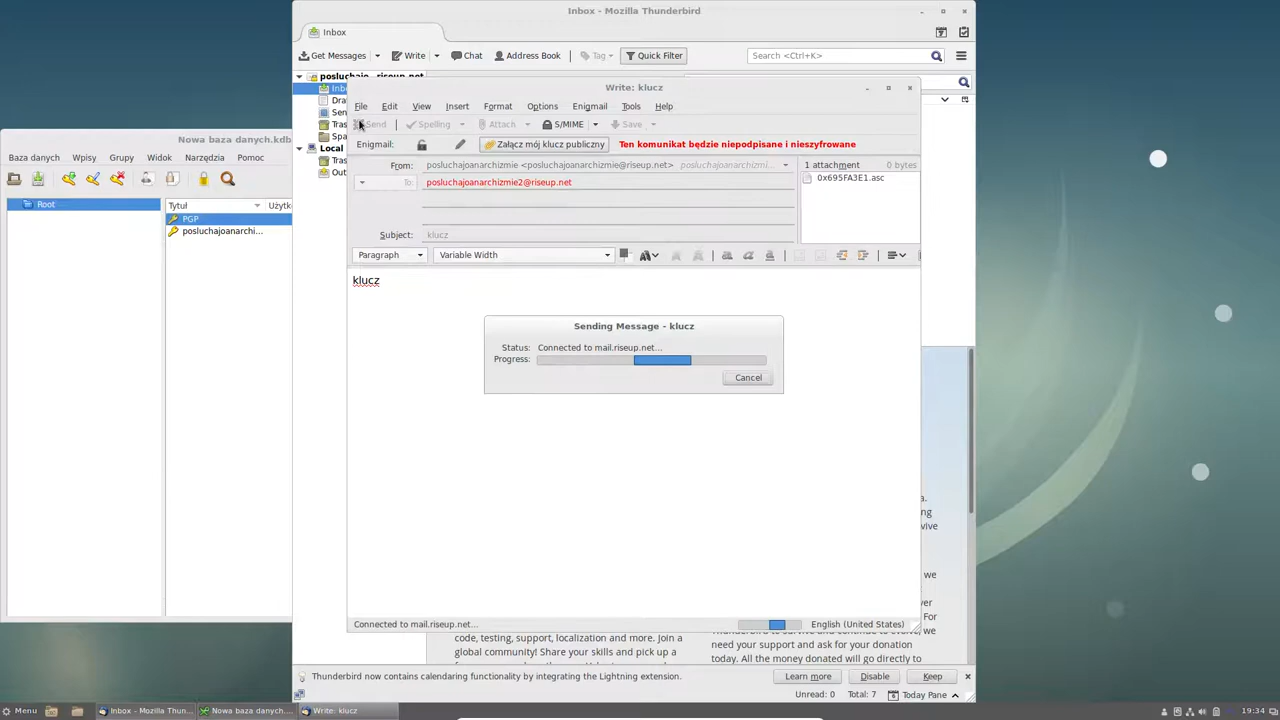 Inbox - Mozilla Thunderbird
Inbox
Get Messages
Write
Chat
Address Book
Tag
Quick Filter
Search <Ctrl+K>
Write: klucz
File Edit View Insert Format Options Enigmail Tools Help
Send Spelling Attach S/MIME Save
Enigmail: Załącz mój klucz publiczny Ten komunikat będzie niepodpisane i nieszyfrowane
From: posluchajoanarchizmie <posluchajoanarchizmie@riseup.net> posluchajoanarchizmi...
To: posluchajoanarchizmie2@riseup.net
Subject: klucz
1 attachment 0 bytes
0x695FA3E1.asc
Paragraph Variable Width
klucz
Sending Message - klucz
Status: Connected to mail.riseup.net...
Progress:
Cancel
Connected to mail.riseup.net... English (United States)
Nowa baza danych.kdb
Baza danych Wpisy Grupy Widok Narzędzia Pomoc
Root
Tytuł Użytk
PGP
posluchajoanarchi...
Local
code, testing, support, localization and more. Join a
global community! Share your skills and pick up a
need your support and ask for your donation
today. All the money donated will go directly to
Thunderbird now contains calendaring functionality by integrating the Lightning extension.
Learn more Disable Keep
Unread: 0 Total: 7 Today Pane
Menu Inbox - Mozilla Thun... Nowa baza danych.... Write: klucz 19:34